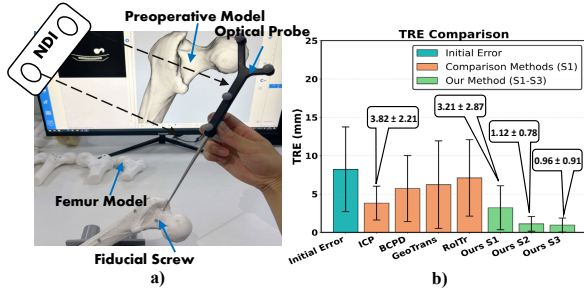 NDI
Preoperative Model
Optical Probe
Femur Model
Fiducial Screw
a)
TRE Comparison
Initial Error
Comparison Methods (S1)
Our Method (S1-S3)
TRE (mm)
25
20
15
10
5
0
3.82 ± 2.21
3.21 ±
2.87
1.12 ± 0.78
0.96 ± 0.91
Initial Error
ICP
BCPD
GeoTrans
RoITr
Ours S1
Ours S2
Ours S3
b)